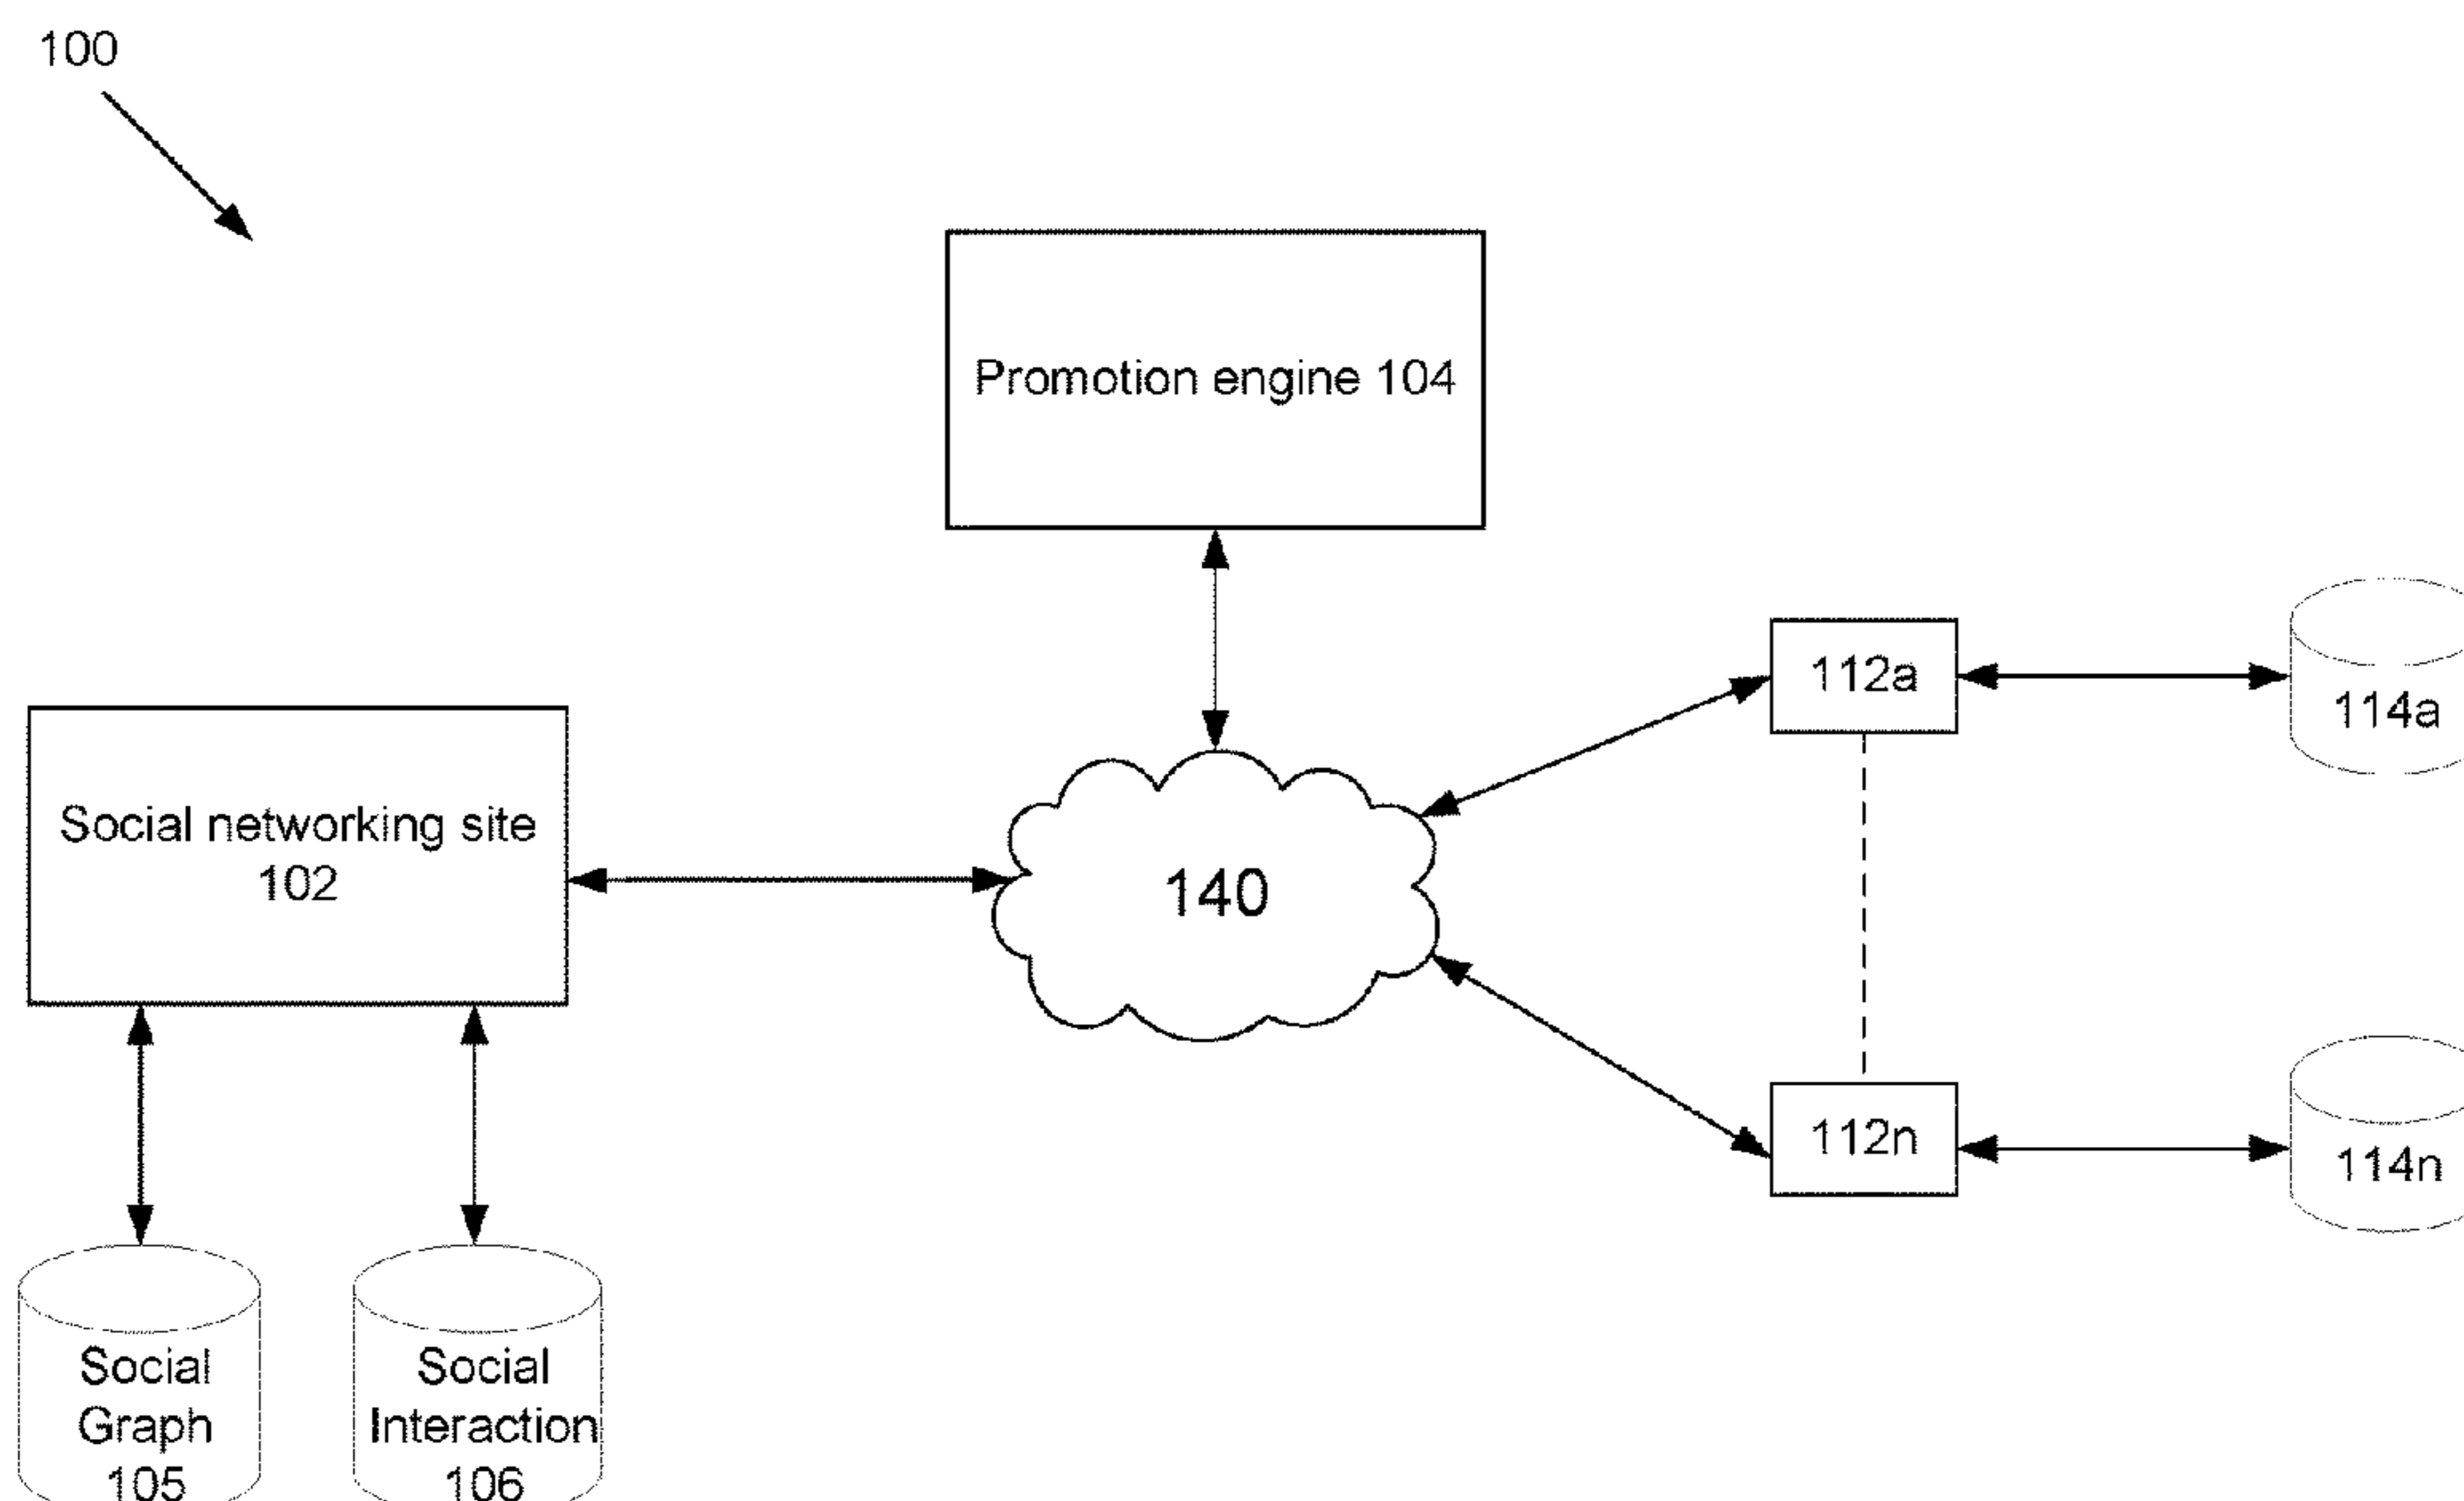 100
Promotion engine 104
112a
114a
Social networking site
102
140
112n
114n
Social
Graph
105
Social
Interaction
106